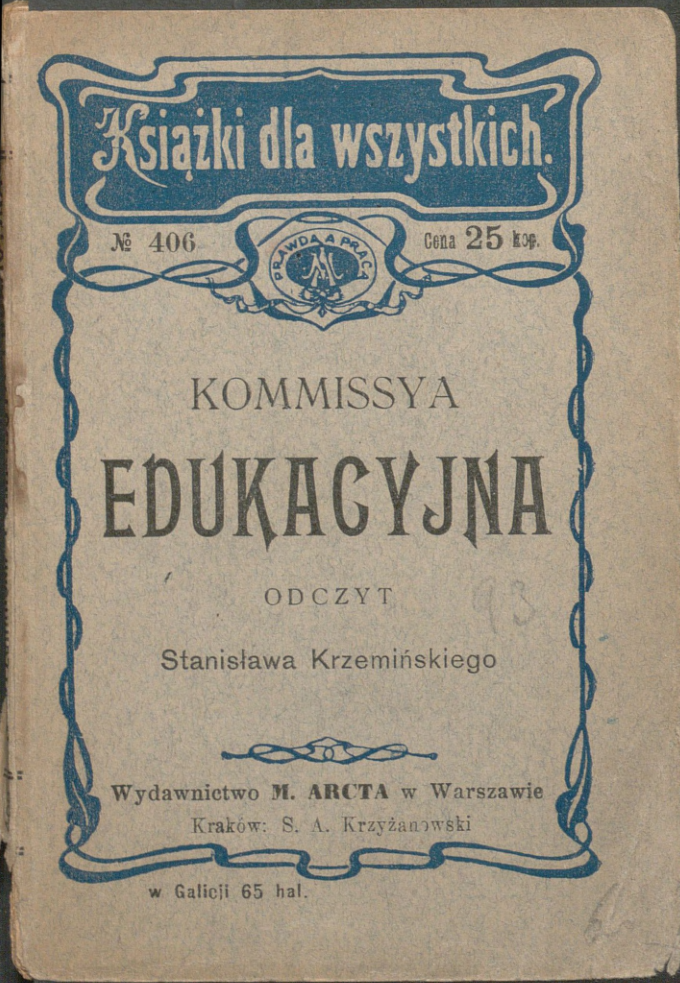 Książki dla wszystkich.
№ 406
PRAWDA A PRACA
M
Cena 25 kop.
KOMMISSYA
EDUKACYJNA
ODCZYT
93
Stanisława Krzemińskiego
Wydawnictwo M. ARCTA w Warszawie
Kraków: S. A. Krzyżanowski
w Galicji 65 hal.